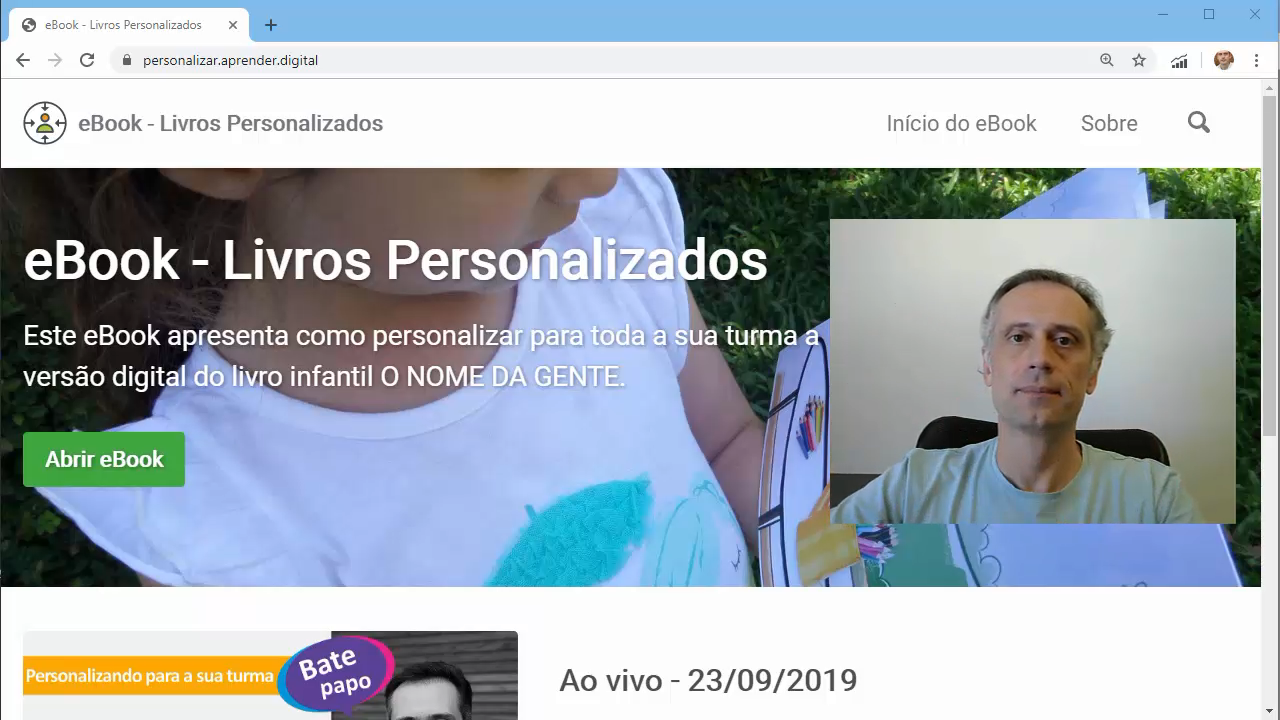 eBook - Livros Personalizados
personalizar.aprender.digital
eBook - Livros Personalizados
Início do eBook
Sobre
eBook - Livros Personalizados
Este eBook apresenta como personalizar para toda a sua turma a
versão digital do livro infantil O NOME DA GENTE.
Abrir eBook
Personalizando para a sua turma
Bate
papo
Ao vivo - 23/09/2019